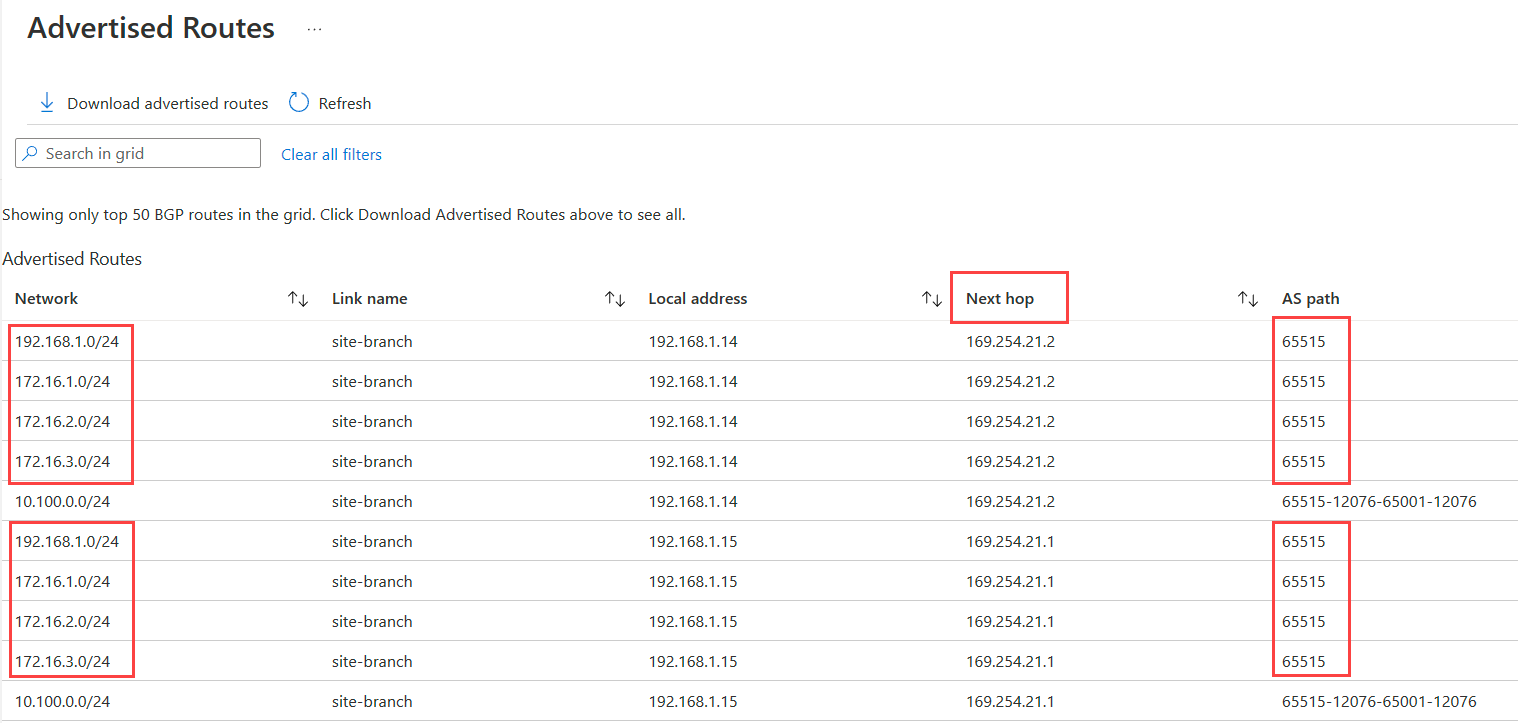 Advertised Routes ...
Download advertised routes Refresh
Search in grid Clear all filters
Showing only top 50 BGP routes in the grid. Click Download Advertised Routes above to see all.
Advertised Routes
Network Link name Local address Next hop AS path
192.168.1.0/24 site-branch 192.168.1.14 169.254.21.2 65515
172.16.1.0/24 site-branch 192.168.1.14 169.254.21.2 65515
172.16.2.0/24 site-branch 192.168.1.14 169.254.21.2 65515
172.16.3.0/24 site-branch 192.168.1.14 169.254.21.2 65515
10.100.0.0/24 site-branch 192.168.1.14 169.254.21.2 65515-12076-65001-12076
192.168.1.0/24 site-branch 192.168.1.15 169.254.21.1 65515
172.16.1.0/24 site-branch 192.168.1.15 169.254.21.1 65515
172.16.2.0/24 site-branch 192.168.1.15 169.254.21.1 65515
172.16.3.0/24 site-branch 192.168.1.15 169.254.21.1 65515
10.100.0.0/24 site-branch 192.168.1.15 169.254.21.1 65515-12076-65001-12076